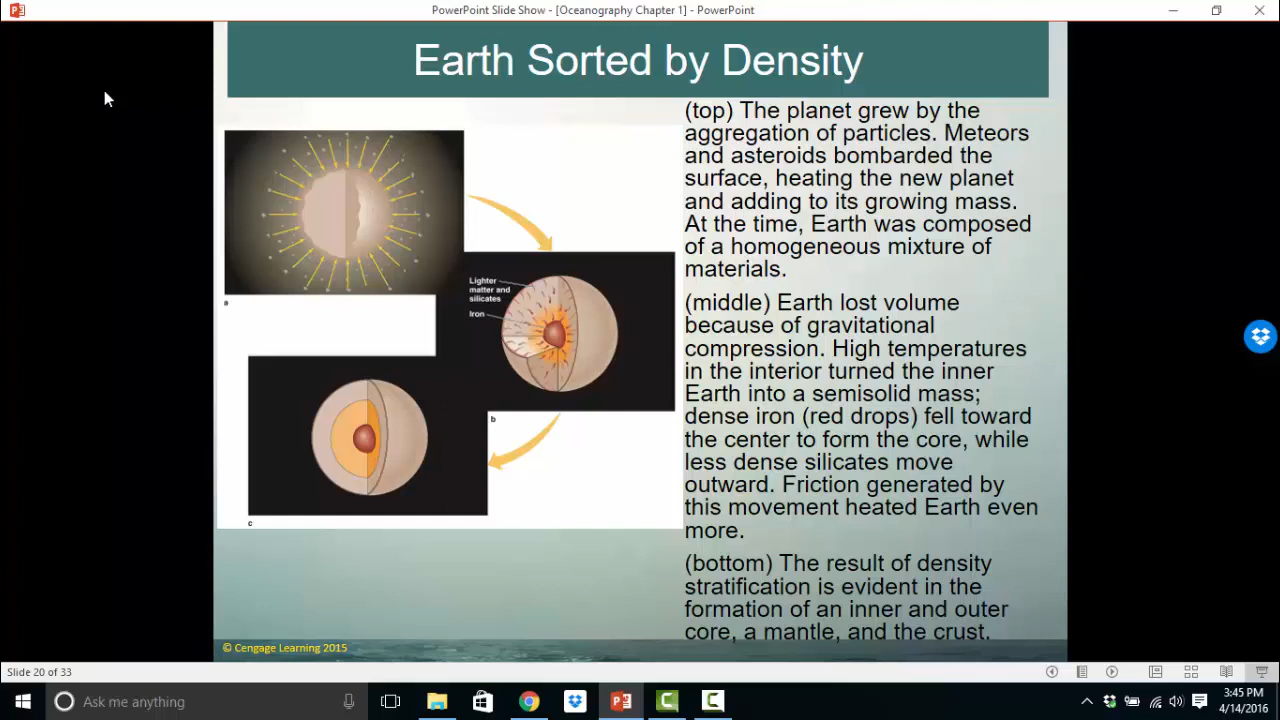 PowerPoint Slide Show - [Oceanography Chapter 1] - PowerPoint
Earth Sorted by Density
(top) The planet grew by the
aggregation of particles. Meteors
and asteroids bombarded the
surface, heating the new planet
and adding to its growing mass.
At the time, Earth was composed
of a homogeneous mixture of
materials.
(middle) Earth lost volume
because of gravitational
compression. High temperatures
in the interior turned the inner
Earth into a semisolid mass;
dense iron (red drops) fell toward
the center to form the core, while
less dense silicates move
outward. Friction generated by
this movement heated Earth even
more.
(bottom) The result of density
stratification is evident in the
formation of an inner and outer
core, a mantle, and the crust.
a
Lighter
matter and
silicates
Iron
b
c
© Cengage Learning 2015
Slide 20 of 33
Ask me anything
3:45 PM
4/14/2016